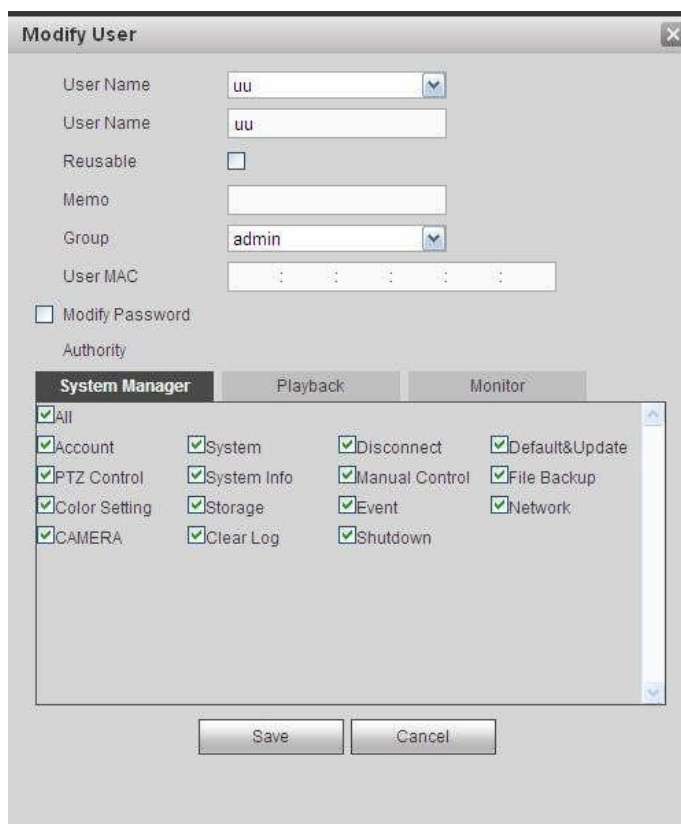 Modify User
User Name uu
User Name uu
Reusable
Memo
Group admin
User MAC : : : : :
Modify Password
Authority
System Manager Playback Monitor
All
Account System Disconnect Default&Update
PTZ Control System Info Manual Control File Backup
Color Setting Storage Event Network
CAMERA Clear Log Shutdown
Save Cancel